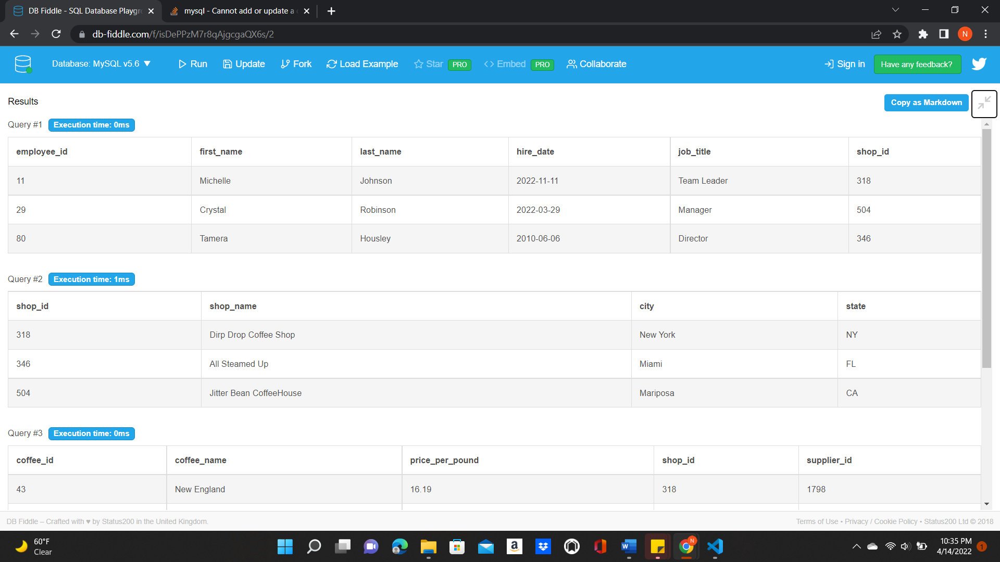 DB Fiddle - SQL Database Playgr
mysql - Cannot add or update a
db-fiddle.com/f/isDePPzM7r8qAjgcgaQX6s/2
N
Database: MySQL v5.6 ▼ Run Update Fork Load Example Star PRO <> Embed PRO Collaborate Sign in Have any feedback?
Results
Copy as Markdown
Query #1 Execution time: 0ms
employee_id first_name last_name hire_date job_title shop_id
11 Michelle Johnson 2022-11-11 Team Leader 318
29 Crystal Robinson 2022-03-29 Manager 504
80 Tamera Housley 2010-06-06 Director 346
Query #2 Execution time: 1ms
shop_id shop_name city state
318 Dirp Drop Coffee Shop New York NY
346 All Steamed Up Miami FL
504 Jitter Bean CoffeeHouse Mariposa CA
Query #3 Execution time: 0ms
coffee_id coffee_name price_per_pound shop_id supplier_id
43 New England 16.19 318 1798
DB Fiddle – Crafted with ♥ by Status200 in the United Kingdom.
Terms of Use • Privacy / Cookie Policy • Status200 Ltd © 2018
60°F
Clear
a
W
N
10:35 PM
4/14/2022
1